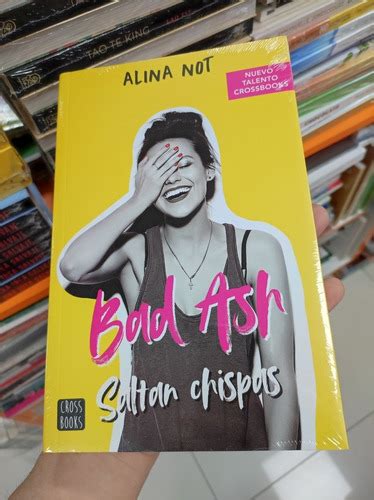 TAO TE KING
ALINA NOT
NUEVO
TALENTO
CROSSBOOKS
Bad Ash
Saltan chispas
CROSS
BOOKS